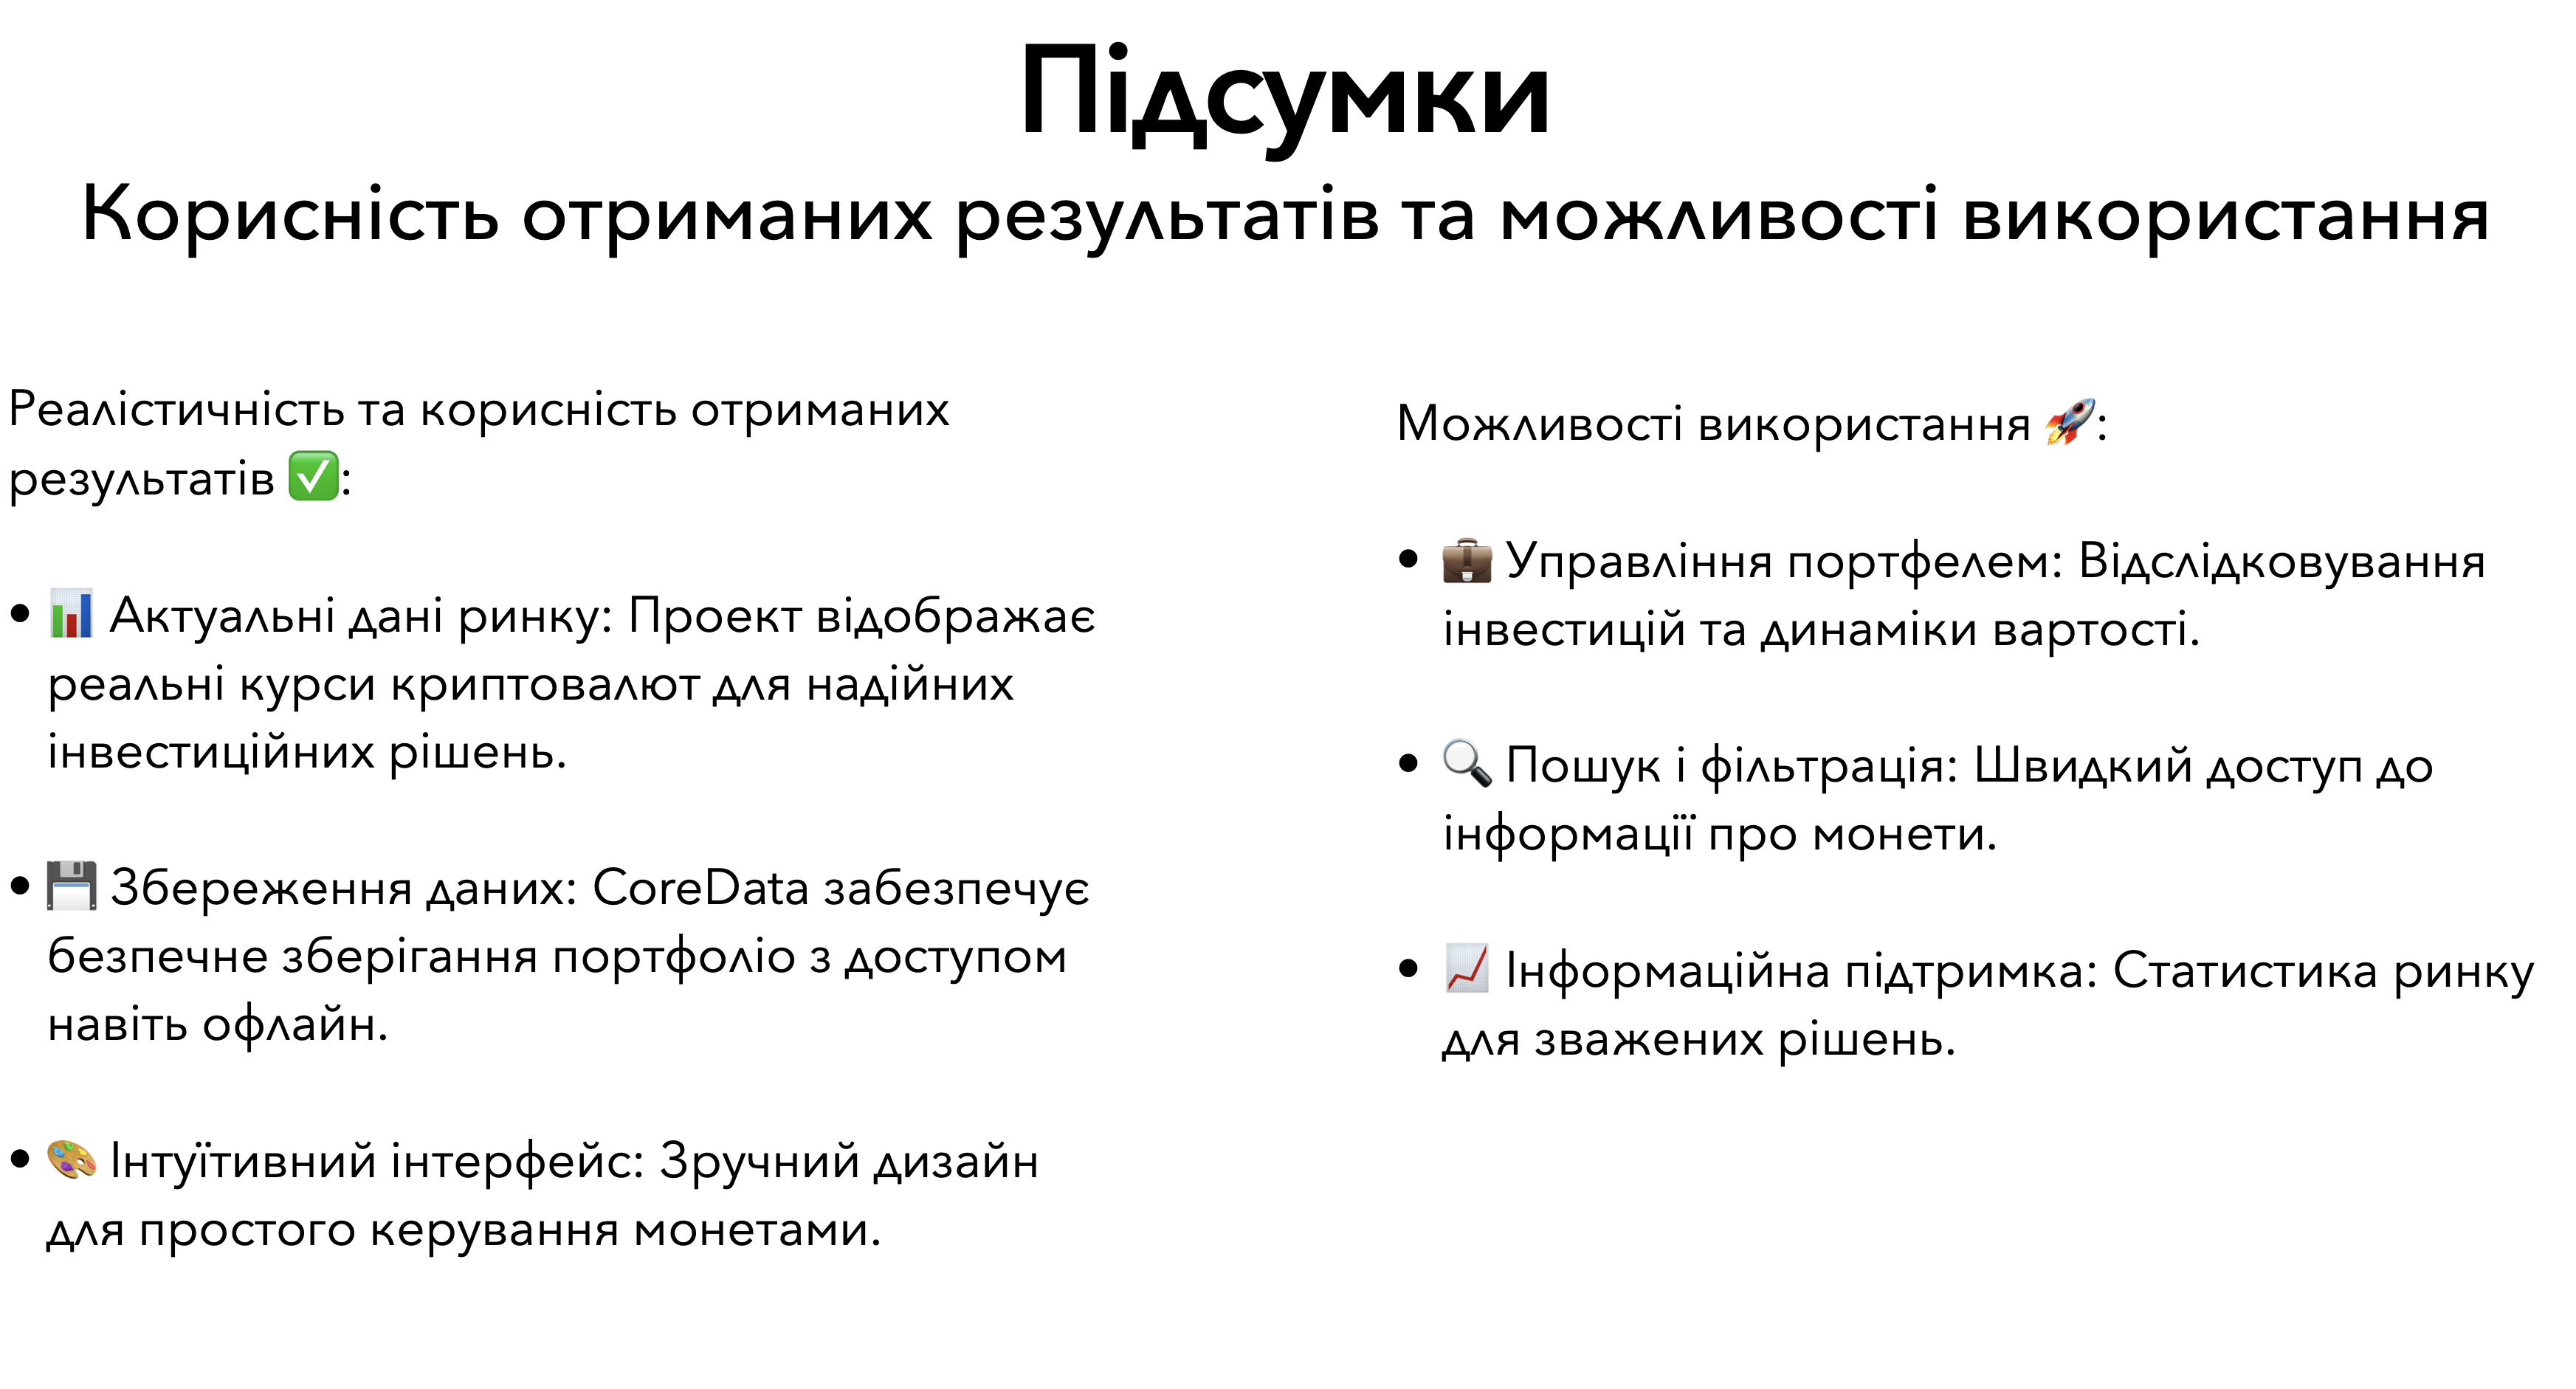 Підсумки
Корисність отриманих результатів та можливості використання
Реалістичність та корисність отриманих
результатів ✅:
• 📊 Актуальні дані ринку: Проект відображає
реальні курси криптовалют для надійних
інвестиційних рішень.
• 💾 Збереження даних: CoreData забезпечує
безпечне зберігання портфоліо з доступом
навіть офлайн.
• 🎨 Інтуїтивний інтерфейс: Зручний дизайн
для простого керування монетами.
Можливості використання 🚀:
• 💼 Управління портфелем: Відслідковування
інвестицій та динаміки вартості.
• 🔍 Пошук і фільтрація: Швидкий доступ до
інформації про монети.
• 📈 Інформаційна підтримка: Статистика ринку
для зважених рішень.